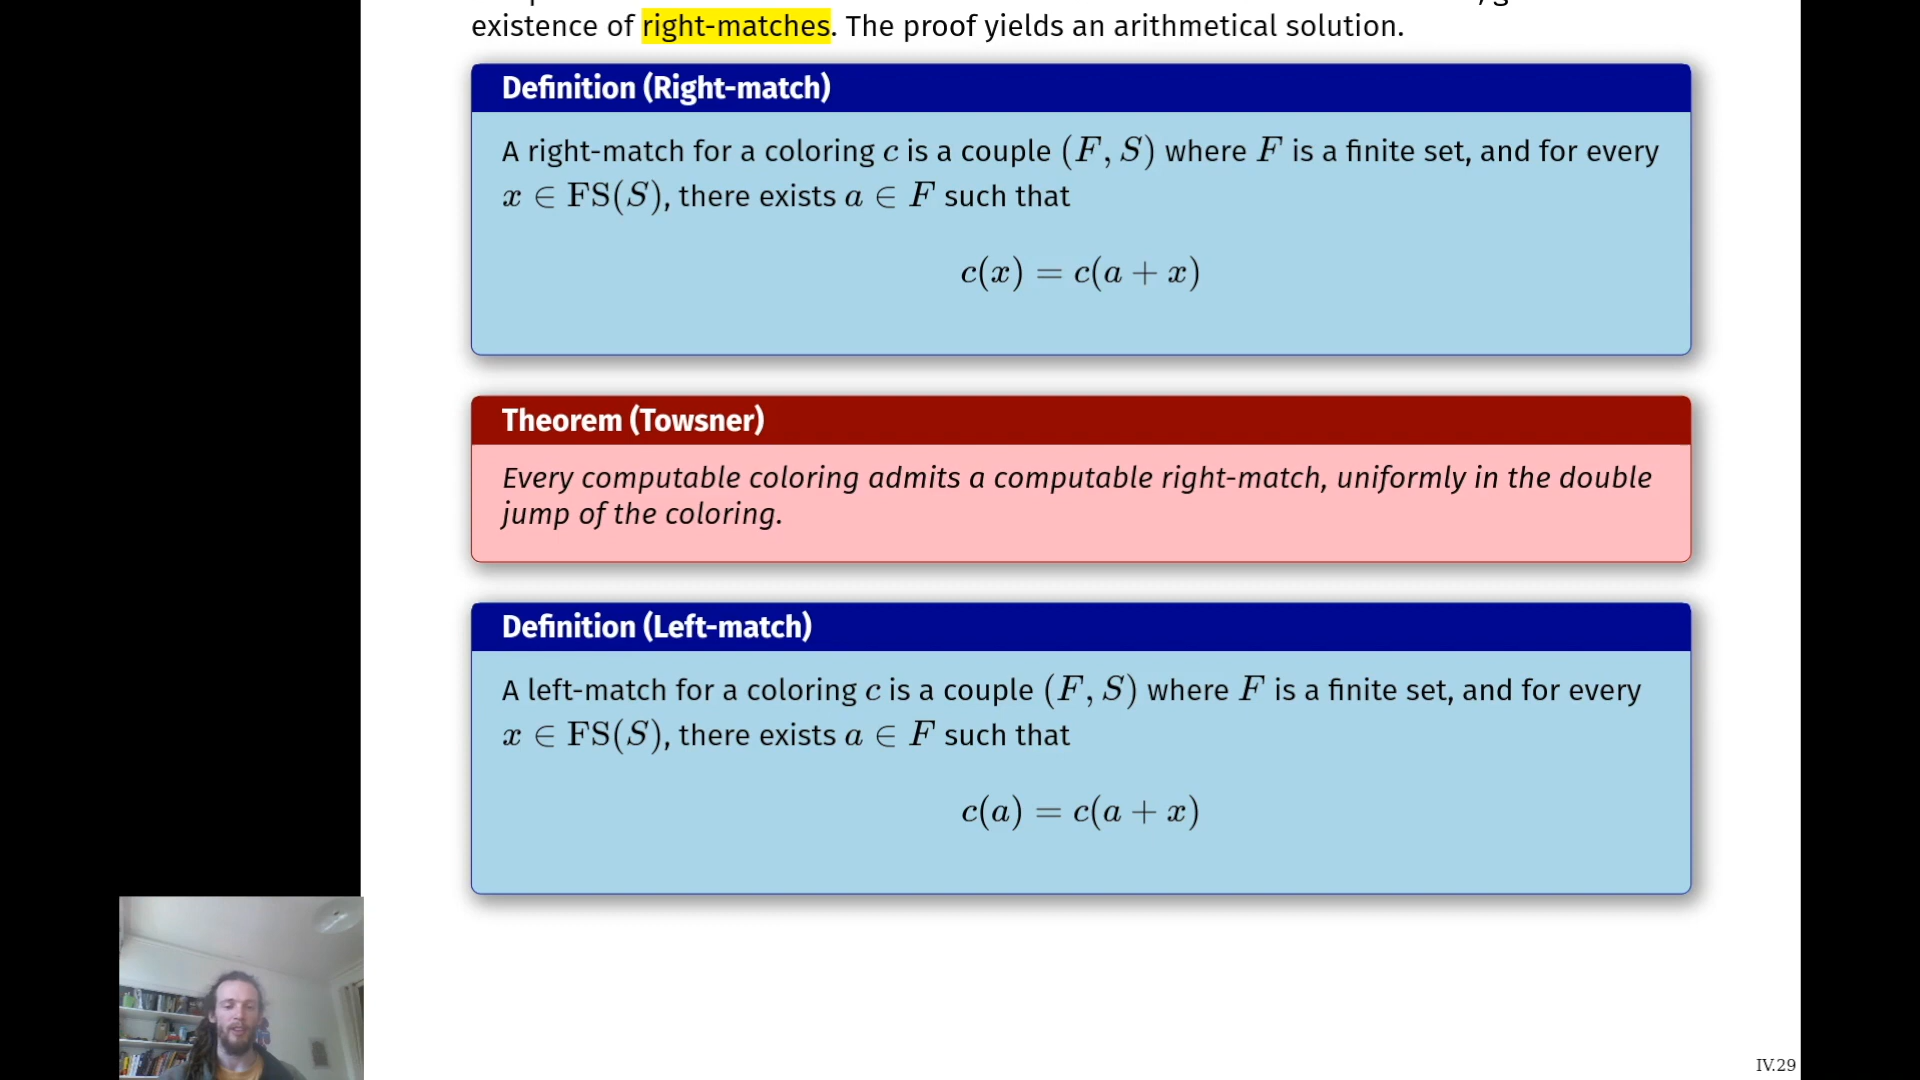 existence of right-matches. The proof yields an arithmetical solution.
Definition (Right-match)
A right-match for a coloring c is a couple (F, S) where F is a finite set, and for every
x ∈ FS(S), there exists a ∈ F such that
c(x) = c(a + x)
Theorem (Towsner)
Every computable coloring admits a computable right-match, uniformly in the double
jump of the coloring.
Definition (Left-match)
A left-match for a coloring c is a couple (F, S) where F is a finite set, and for every
x ∈ FS(S), there exists a ∈ F such that
c(a) = c(a + x)
IV.29